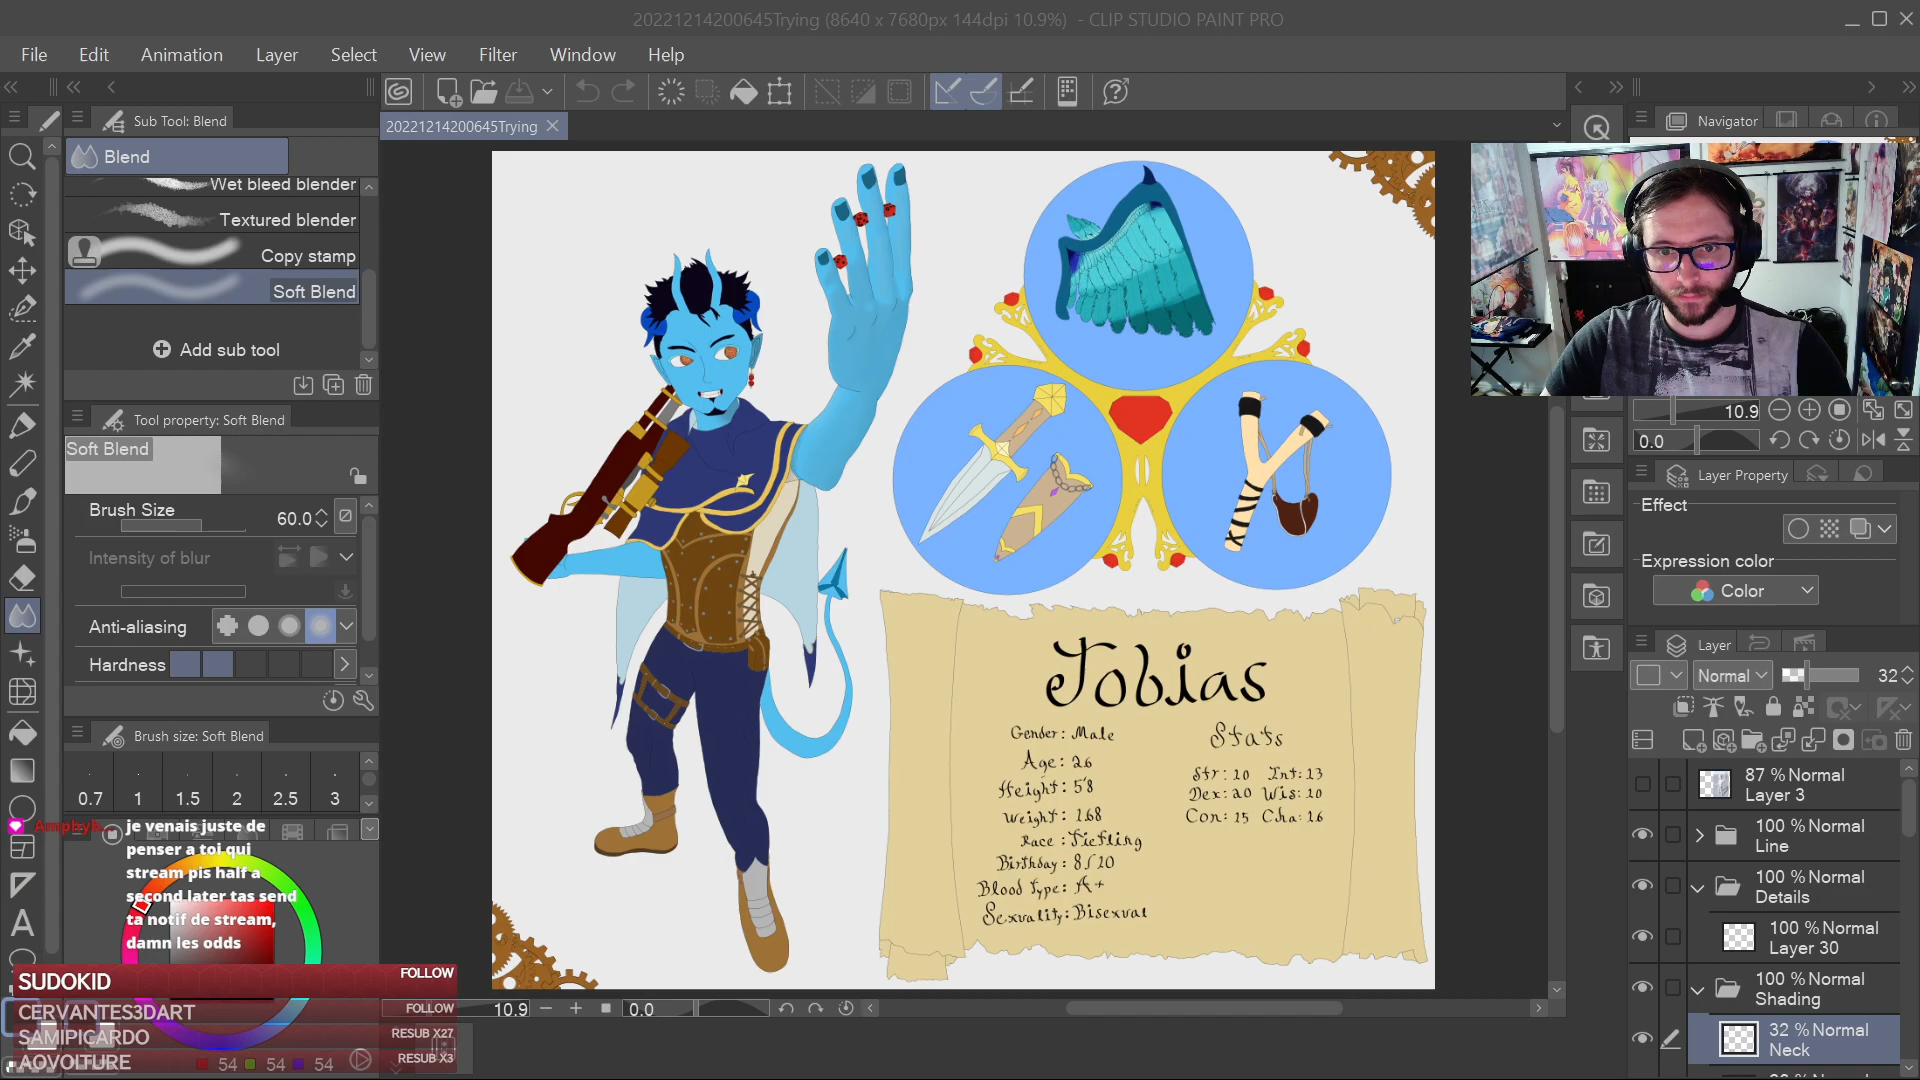 20221214200645Trying (8640 x 7680px 144dpi 10.9%) - CLIP STUDIO PAINT PRO
File Edit Animation Layer Select View Filter Window Help
Sub Tool: Blend
20221214200645Trying
Navigator
Blend
Wet bleed blender
Textured blender
Copy stamp
Soft Blend
Add sub tool
Tool property: Soft Blend
Soft Blend
Brush Size 60.0
Intensity of blur
Anti-aliasing
Hardness
Brush size: Soft Blend
0.7 1 1.5 2 2.5 3
Amphyb...
je venais juste de
penser a toi qui
stream pis half a
second later tas send
ta notif de stream,
damn les odds
SUDOKID FOLLOW
CERVANTES3DART FOLLOW
SAMIPICARDO RESUB X27
AOVOLTURE RESUB X3
54 54 54
10.9 0.0
Tobias
Gender: Male
Age: 26
Height: 5'8
Weight: 168
Race: Tiefling
Birthday: 8/20
Blood Type: A+
Sexuality: Bisexual
Stats
Str: 10 Int: 13
Dex: 20 Wis: 10
Con: 15 Cha: 16
10.9
0.0
Layer Property
Effect
Expression color
Color
Layer
Normal 32
87 % Normal
Layer 3
100 % Normal
Line
100 % Normal
Details
100 % Normal
Layer 30
100 % Normal
Shading
32 % Normal
Neck